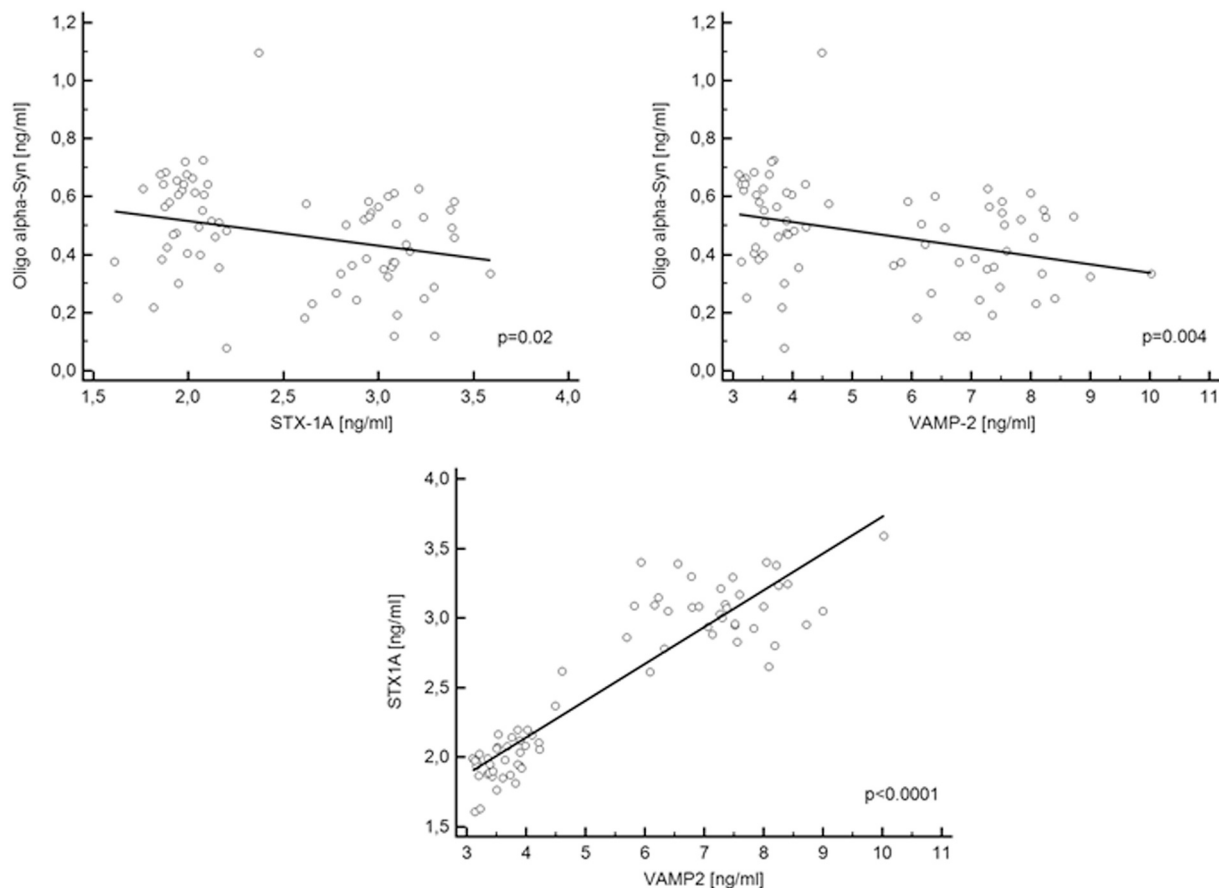 Oligo alpha-Syn [ng/ml]
1,2
1,0
0,8
0,6
0,4
0,2
0,0
p=0.02
1,5 2,0 2,5 3,0 3,5 4,0
STX-1A [ng/ml]
Oligo alpha-Syn [ng/ml]
1,2
1,0
0,8
0,6
0,4
0,2
0,0
p=0.004
3 4 5 6 7 8 9 10 11
VAMP-2 [ng/ml]
STX1A [ng/ml]
4,0
3,5
3,0
2,5
2,0
1,5
p<0.0001
3 4 5 6 7 8 9 10 11
VAMP2 [ng/ml]